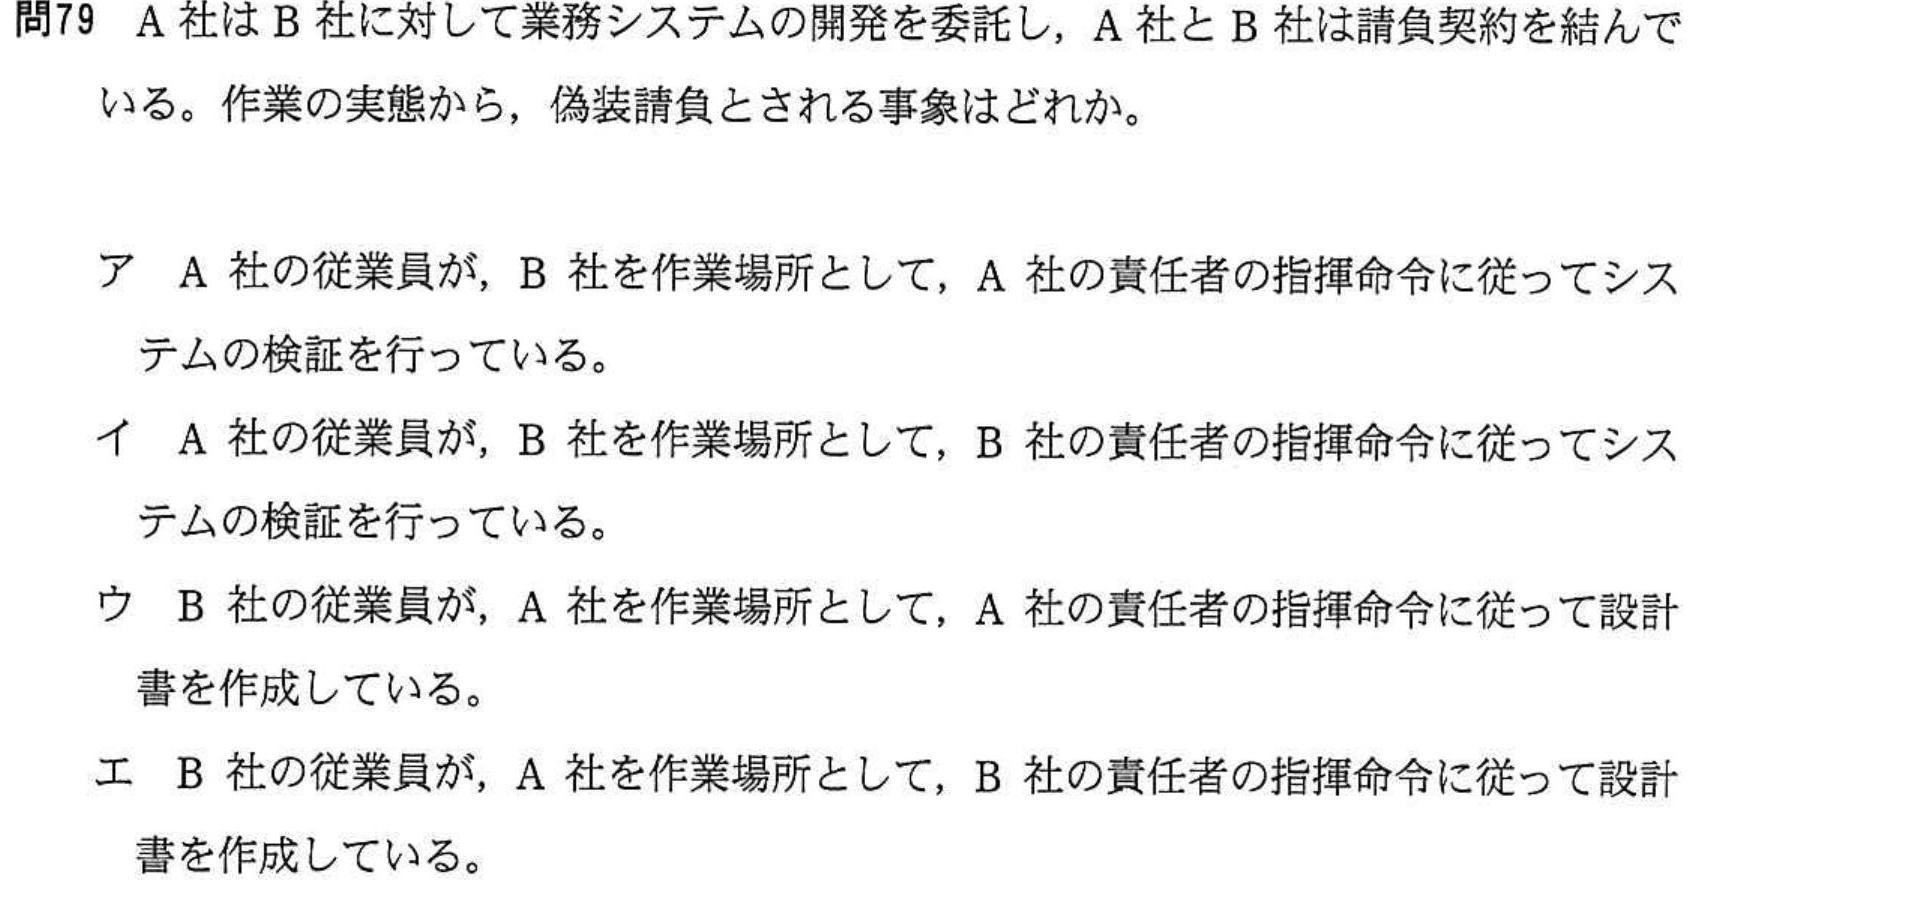 問79 A 社は B 社に対して業務システムの開発を委託し，A 社と B 社は請負契約を結んで
いる。作業の実態から，偽装請負とされる事象はどれか。
ア A 社の従業員が，B 社を作業場所として，A 社の責任者の指揮命令に従ってシス
テムの検証を行っている。
イ A 社の従業員が，B 社を作業場所として，B 社の責任者の指揮命令に従ってシス
テムの検証を行っている。
ウ B 社の従業員が，A 社を作業場所として，A 社の責任者の指揮命令に従って設計
書を作成している。
エ B 社の従業員が，A 社を作業場所として，B 社の責任者の指揮命令に従って設計
書を作成している。